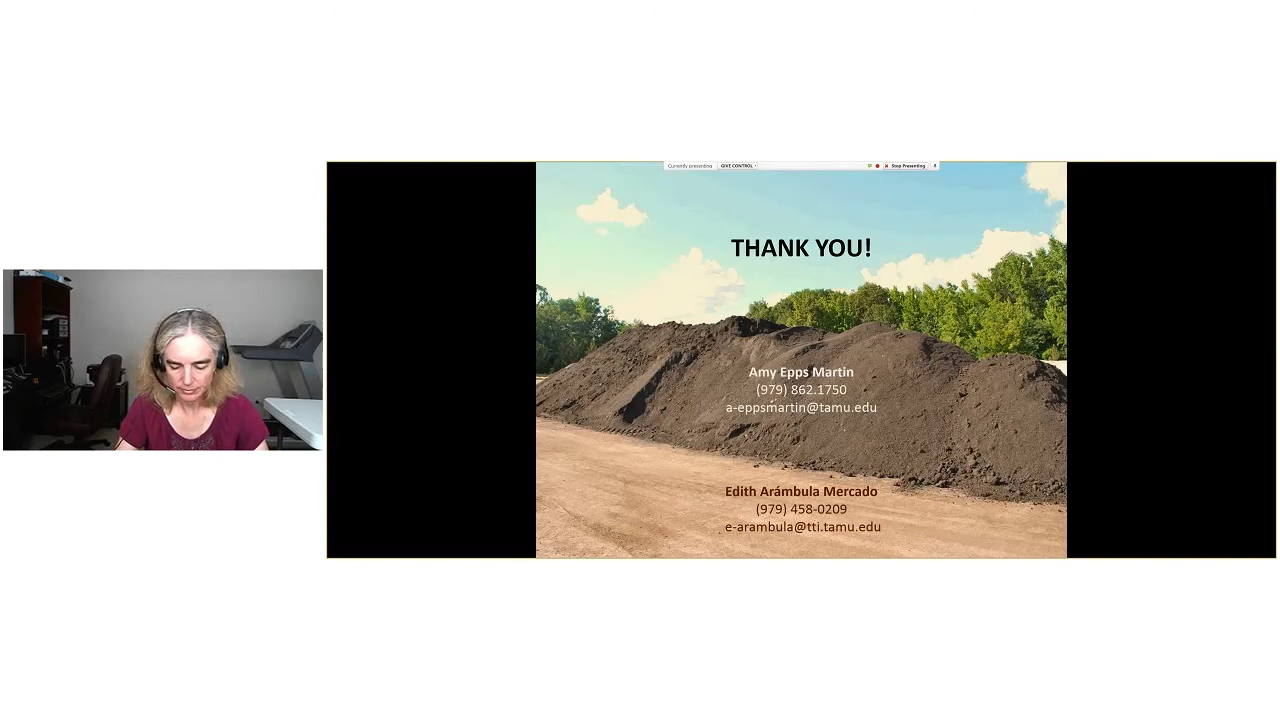 Currently presenting GIVE CONTROL Stop Presenting
THANK YOU!
Amy Epps Martin
(979) 862.1750
a-eppsmartin@tamu.edu
Edith Arámbula Mercado
(979) 458-0209
e-arambula@tti.tamu.edu